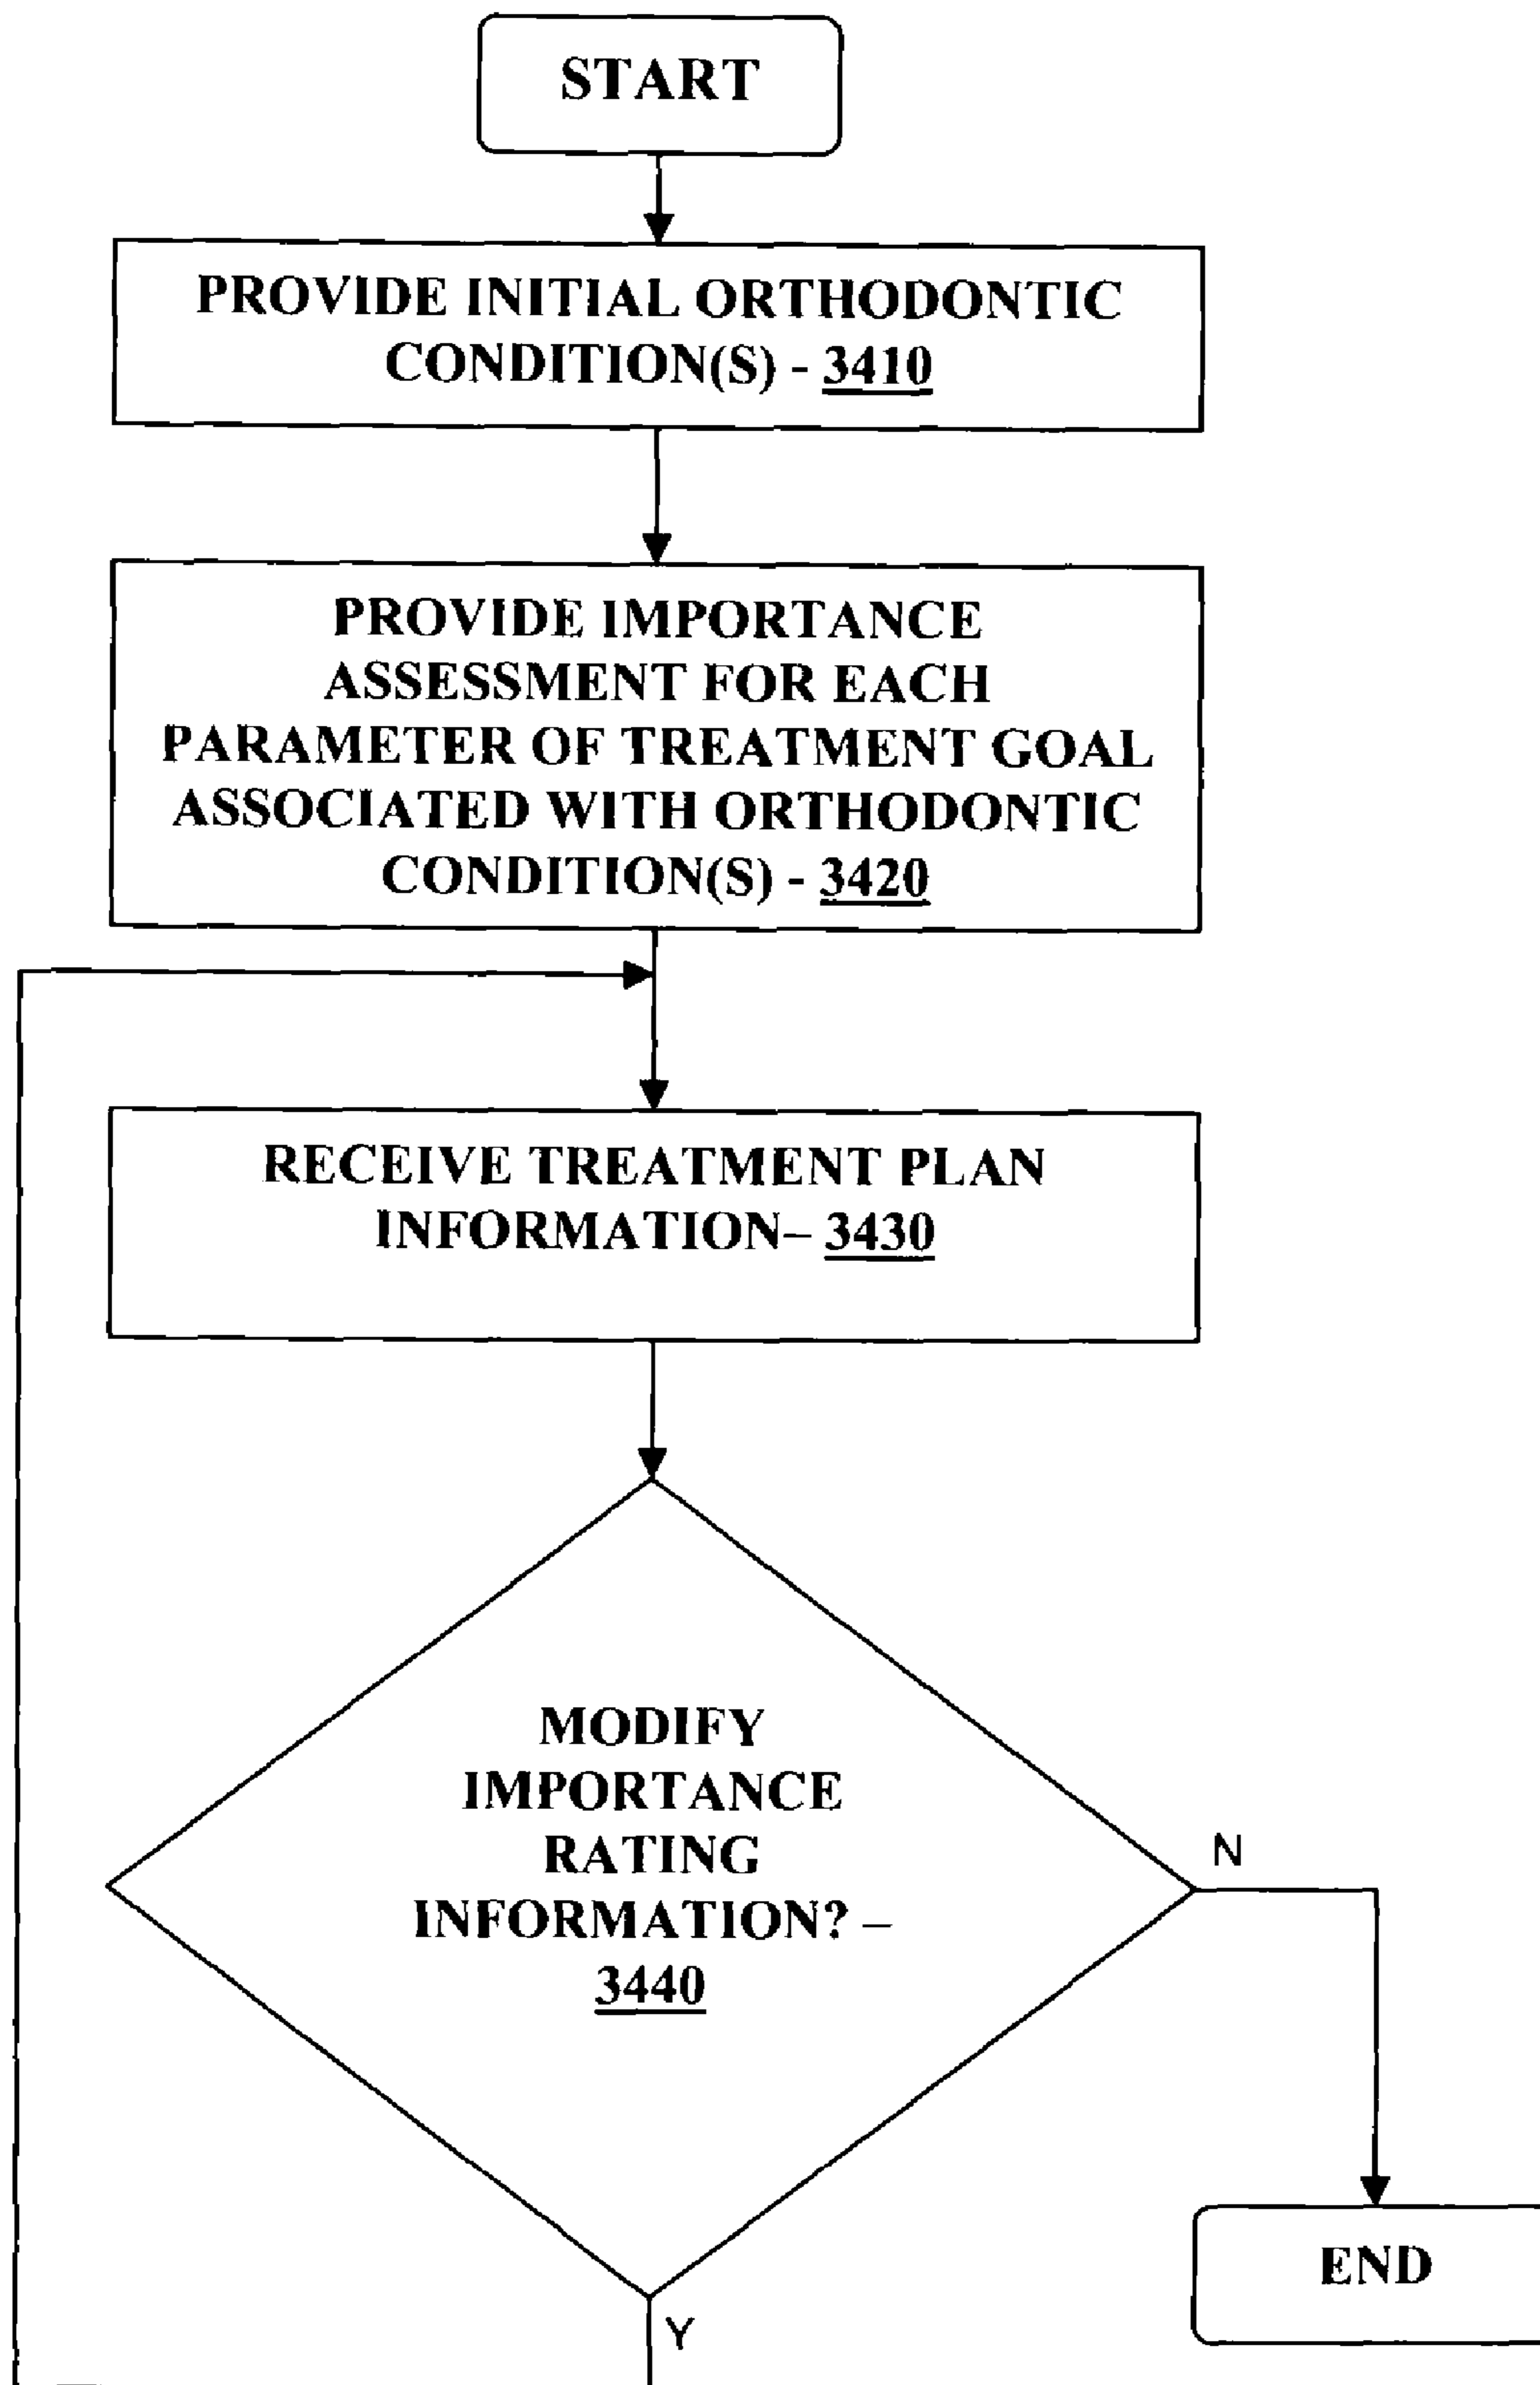 START
PROVIDE INITIAL ORTHODONTIC
CONDITION(S) - 3410
PROVIDE IMPORTANCE
ASSESSMENT FOR EACH
PARAMETER OF TREATMENT GOAL
ASSOCIATED WITH ORTHODONTIC
CONDITION(S) - 3420
RECEIVE TREATMENT PLAN
INFORMATION– 3430
MODIFY
IMPORTANCE
RATING
INFORMATION? –
3440
N
END
Y